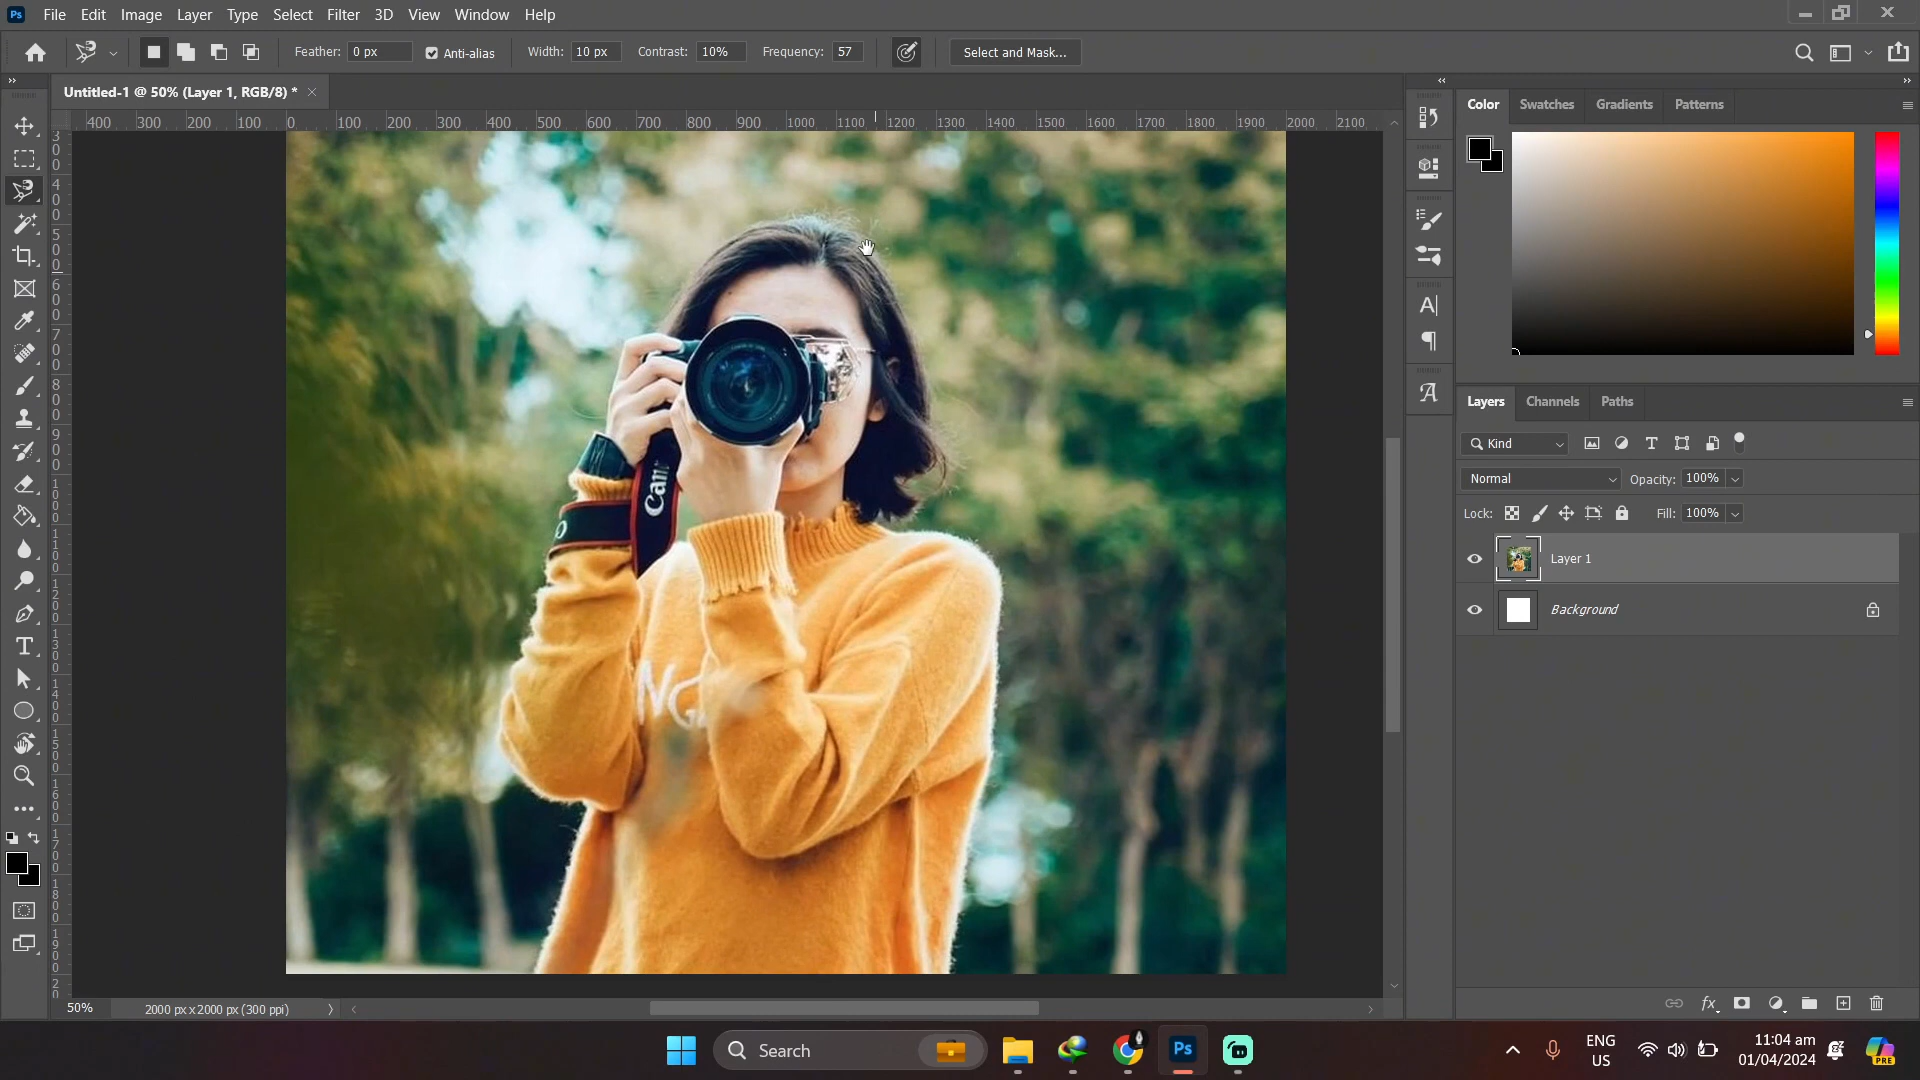 Ps File Edit Image Layer Type Select Filter 3D View Window Help
Feather: 0 px Anti-alias Width: 10 px Contrast: 10% Frequency: 57 Select and Mask...
Untitled-1 @ 50% (Layer 1, RGB/8) *
400 300 200 100 0 100 200 300 400 500 600 700 800 900 1000 1100 1200 1300 1400 1500 1600 1700 1800 1900 2000 2100
Color Swatches Gradients Patterns
Layers Channels Paths
Kind
Normal Opacity: 100%
Lock: Fill: 100%
Layer 1
Background
Can
NG
50% 2000 px x 2000 px (300 ppi)
Search
Ps
ENG
US
11:04 am
01/04/2024
PRE